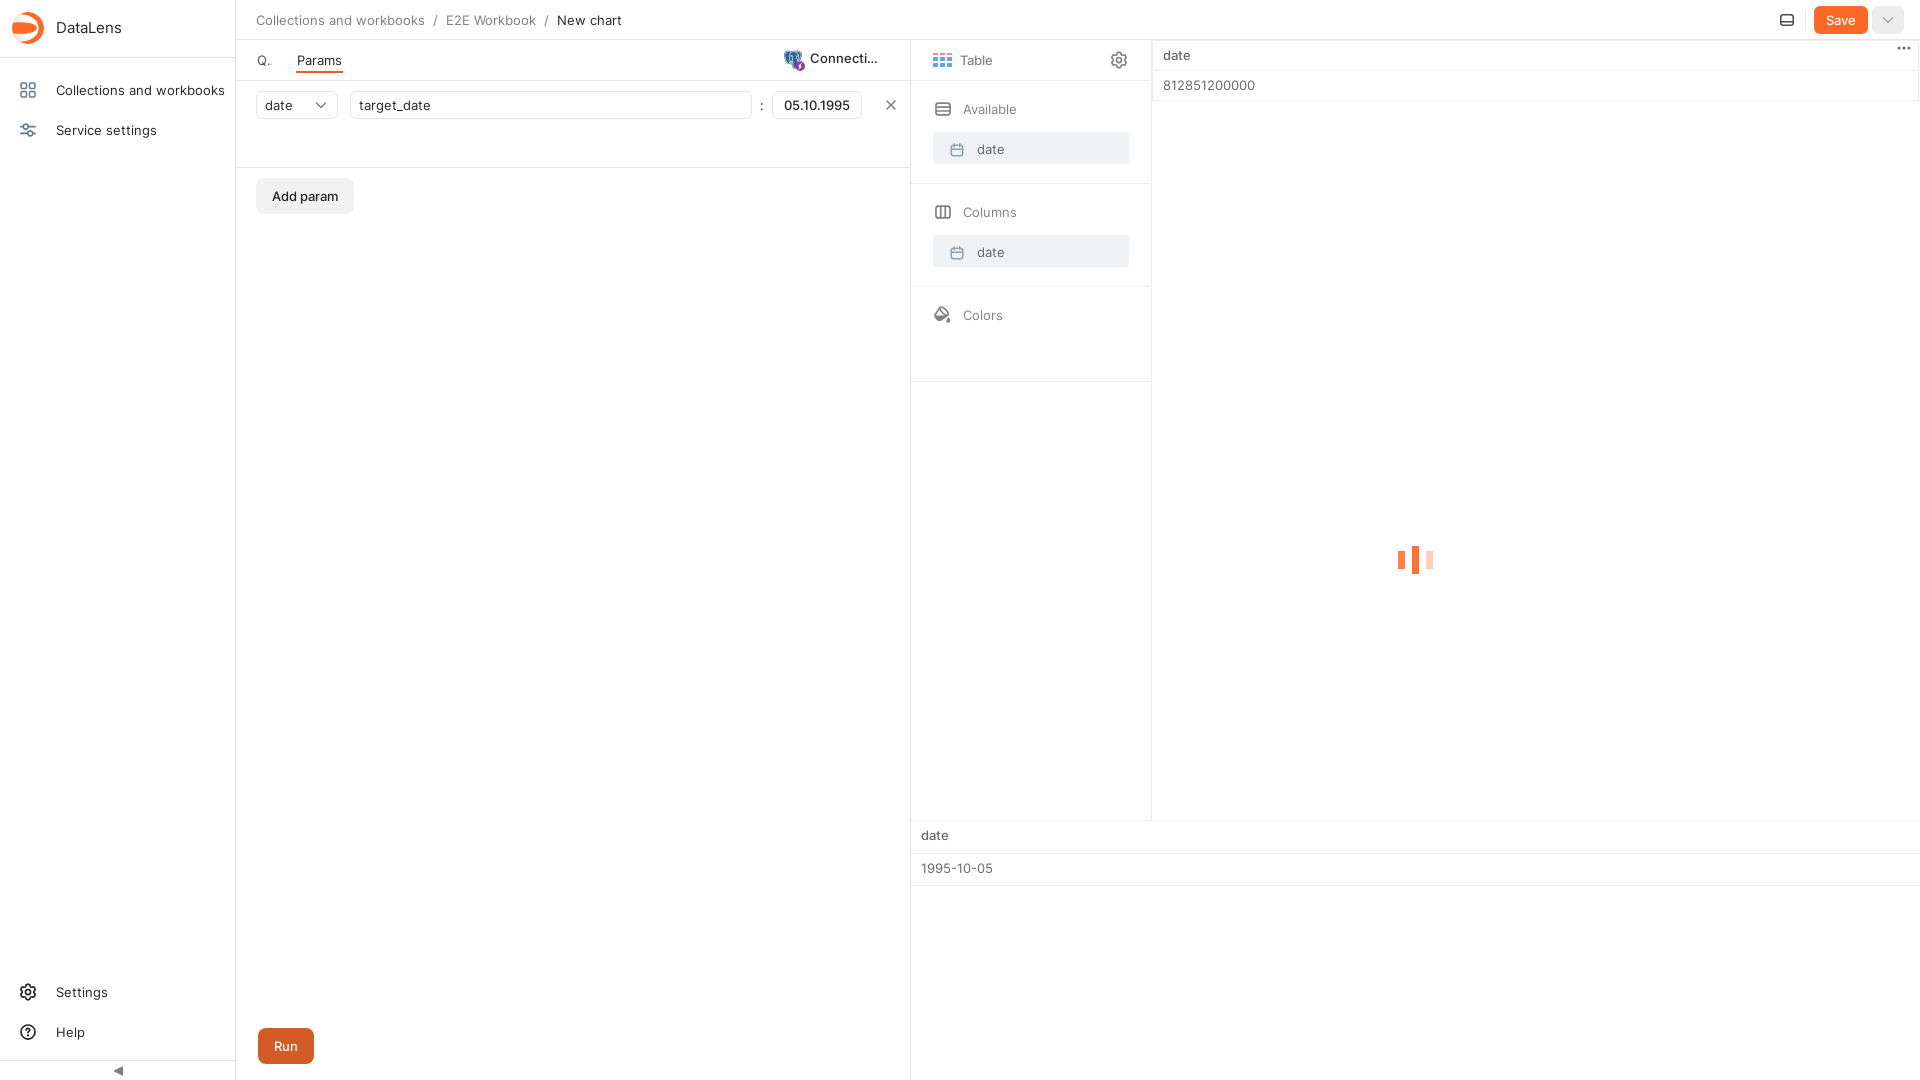 DataLens
Collections and workbooks
Service settings
Settings
Help
Collections and workbooks / E2E Workbook / New chart
Save
Q..
Params
Connecti...
date
target_date
:
05.10.1995
Add param
Run
Table
Available
date
Columns
date
Colors
date
812851200000
date
1995-10-05